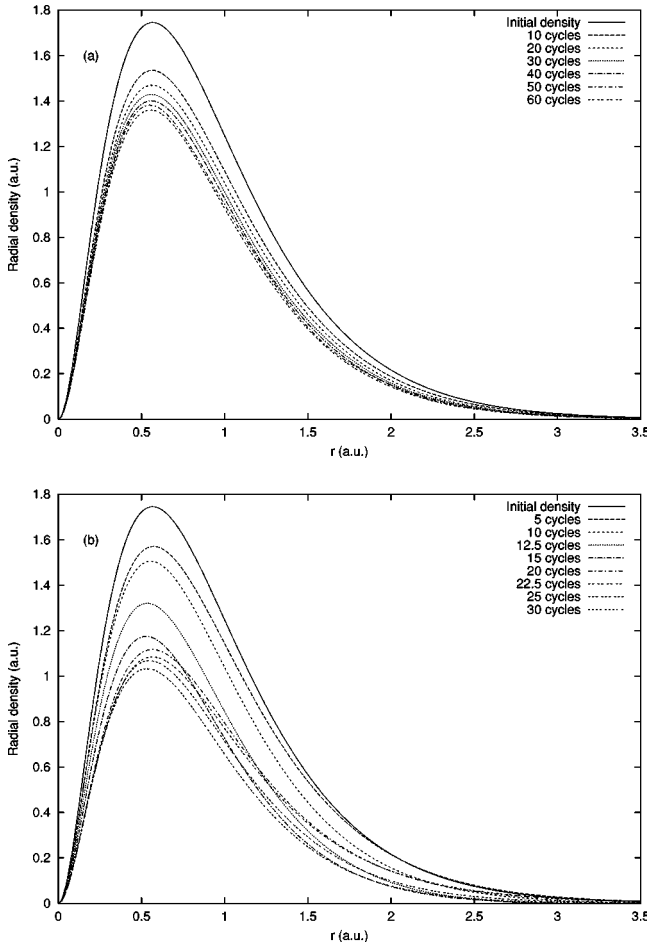 1.8
1.6
1.4
1.2
1
0.8
0.6
0.4
0.2
0
Radial density (a.u.)
(a)
Initial density
10 cycles
20 cycles
30 cycles
40 cycles
50 cycles
60 cycles
0 0.5 1 1.5 2 2.5 3 3.5
r (a.u.)
1.8
1.6
1.4
1.2
1
0.8
0.6
0.4
0.2
0
Radial density (a.u.)
(b)
Initial density
5 cycles
10 cycles
12.5 cycles
15 cycles
20 cycles
22.5 cycles
25 cycles
30 cycles
0 0.5 1 1.5 2 2.5 3 3.5
r (a.u.)